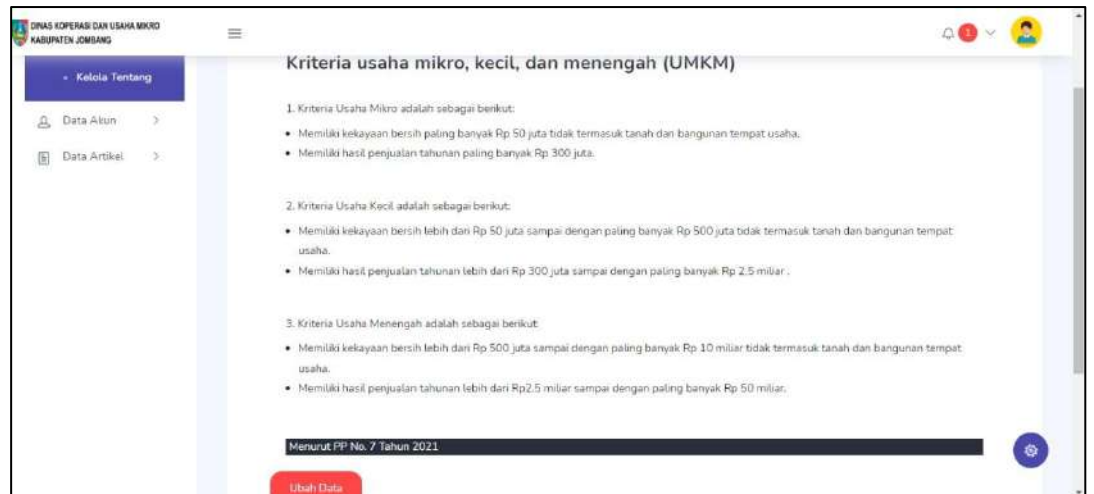 DINAS KOPERASI DAN USAHA MIKRO
KABUPATEN JOMBANG
1
Kelola Tentang
Data Akun
Data Artikel
Kriteria usaha mikro, kecil, dan menengah (UMKM)
1. Kriteria Usaha Mikro adalah sebagai berikut:
• Memiliki kekayaan bersih paling banyak Rp 50 juta tidak termasuk tanah dan bangunan tempat usaha.
• Memiliki hasil penjualan tahunan paling banyak Rp 300 juta.
2. Kriteria Usaha Kecil adalah sebagai berikut:
• Memiliki kekayaan bersih lebih dari Rp 50 juta sampai dengan paling banyak Rp 500 juta tidak termasuk tanah dan bangunan tempat
usaha.
• Memiliki hasil penjualan tahunan lebih dari Rp 300 juta sampai dengan paling banyak Rp 2,5 miliar .
3. Kriteria Usaha Menengah adalah sebagai berikut:
• Memiliki kekayaan bersih lebih dari Rp 500 juta sampai dengan paling banyak Rp 10 miliar tidak termasuk tanah dan bangunan tempat
usaha.
• Memiliki hasil penjualan tahunan lebih dari Rp2,5 miliar sampai dengan paling banyak Rp 50 miliar.
Menurut PP No. 7 Tahun 2021
Ubah Data